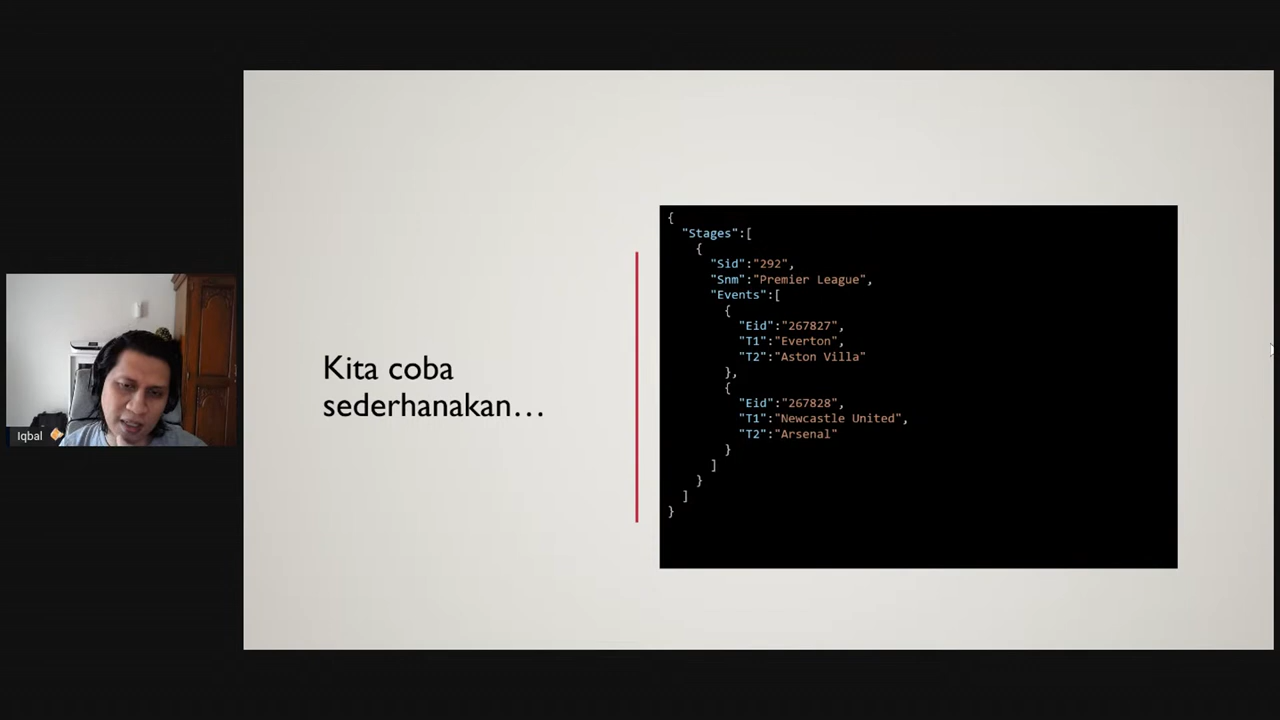 Kita coba
sederhanakan...
{
"Stages":[
{
"Sid":"292",
"Snm":"Premier League",
"Events":[
{
"Eid":"267827",
"T1":"Everton",
"T2":"Aston Villa"
},
{
"Eid":"267828",
"T1":"Newcastle United",
"T2":"Arsenal"
}
]
}
]
}
Iqbal